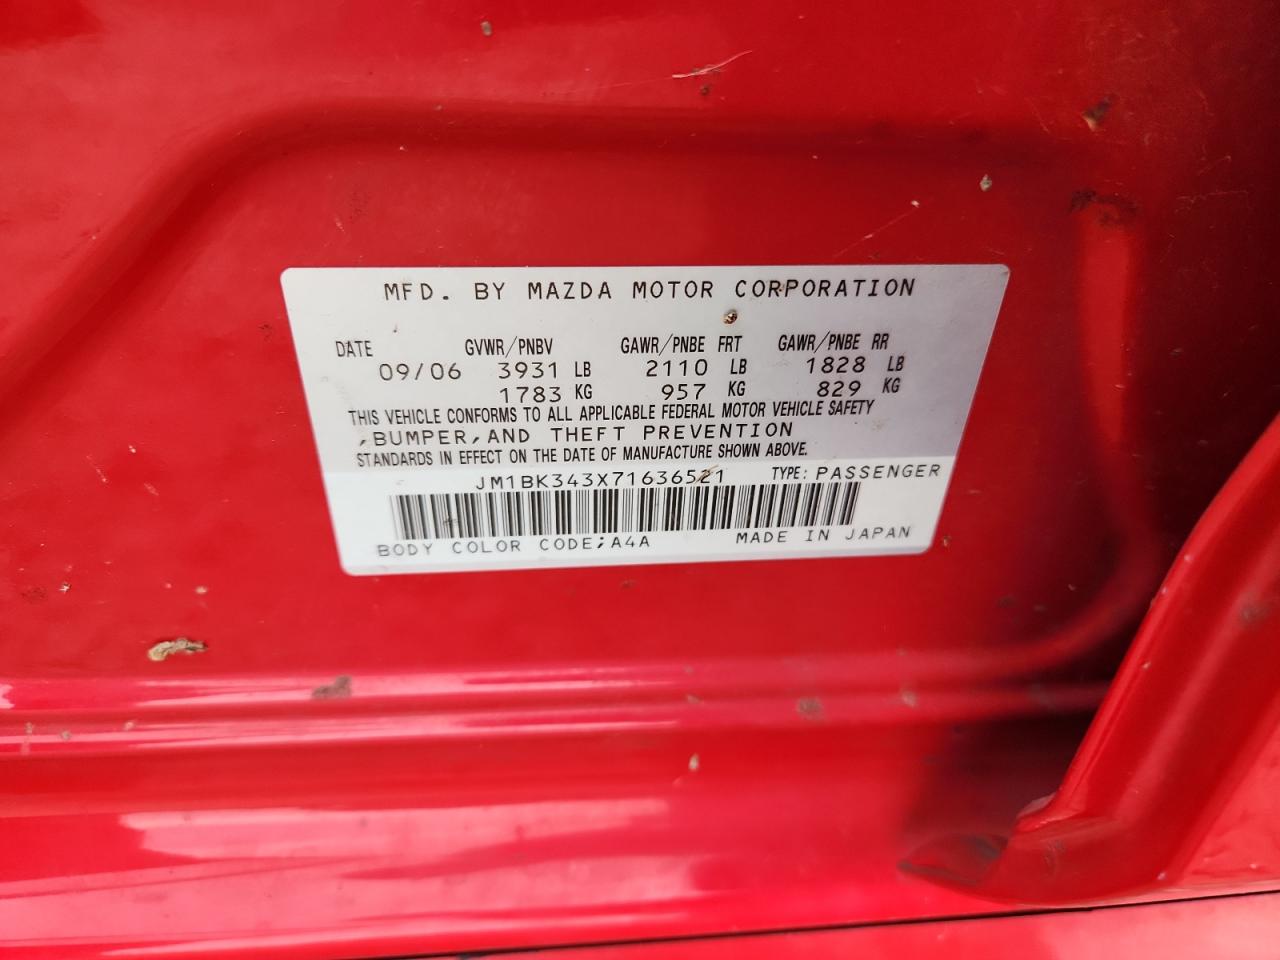 MFD. BY MAZDA MOTOR CORPORATION
DATE GVWR/PNBV GAWR/PNBE FRT GAWR/PNBE RR
09/06 3931 LB 2110 LB 1828 LB
1783 KG 957 KG 829 KG
THIS VEHICLE CONFORMS TO ALL APPLICABLE FEDERAL MOTOR VEHICLE SAFETY
,BUMPER,AND THEFT PREVENTION
STANDARDS IN EFFECT ON THE DATE OF MANUFACTURE SHOWN ABOVE.
JM1BK343X71636521 TYPE: PASSENGER
BODY COLOR CODE;A4A MADE IN JAPAN